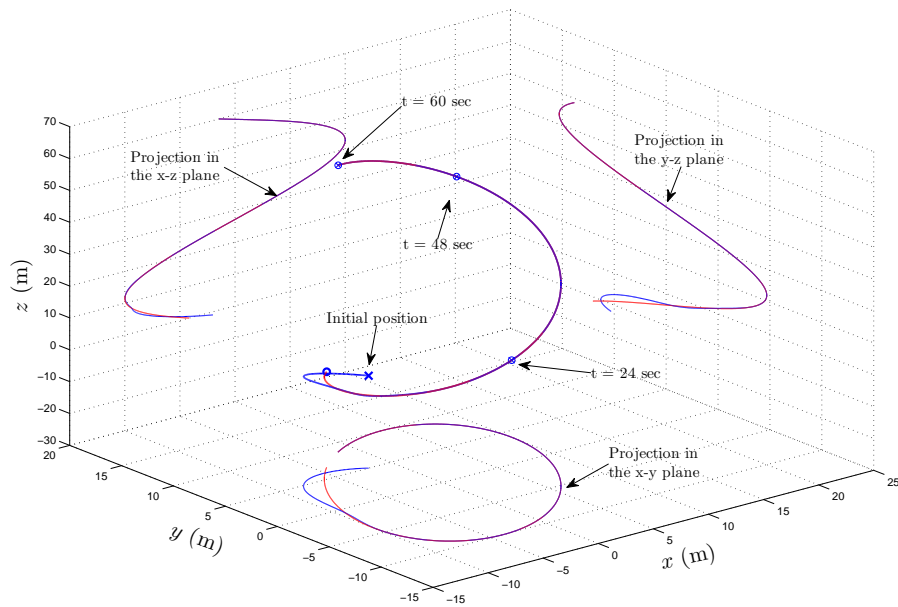 70
60
50
40
30
20
10
0
−10
−20
−30
z (m)
20
15
10
5
0
−5
−10
−15
y (m)
−15
−10
−5
0
5
10
15
20
25
x (m)
t = 60 sec
Projection in
the x-z plane
Projection in
the y-z plane
t = 48 sec
Initial position
t = 24 sec
Projection in
the x-y plane